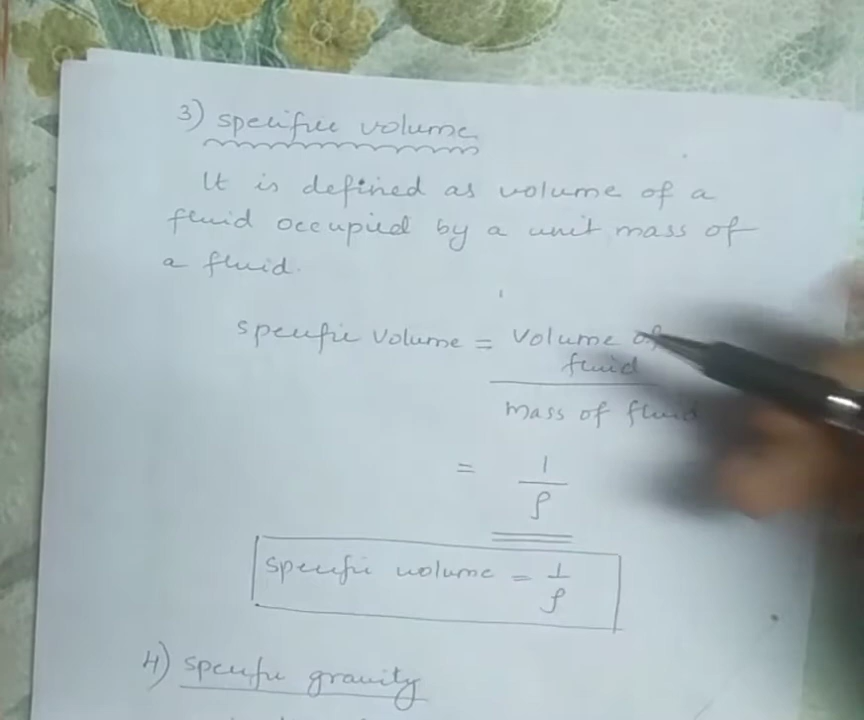 3) specific volume
It is defined as volume of a
fluid occupied by a unit mass of
a fluid.
specific volume = volume of
fluid
mass of fluid
= 1
ρ
specific volume = 1
ρ
4) specific gravity